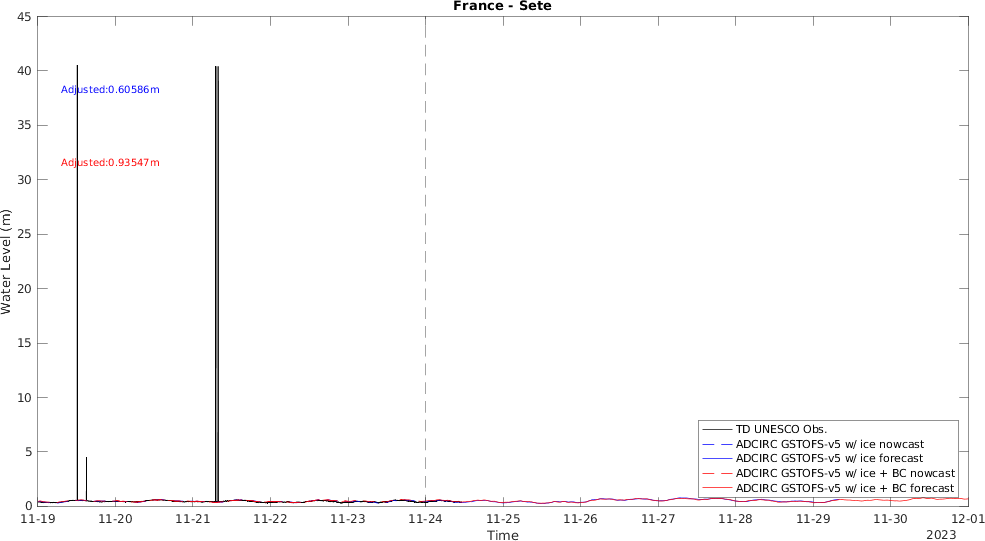 France - Sete
45
40
35
30
25
20
15
10
5
0
Water Level (m)
Adjusted:0.60586m
Adjusted:0.93547m
TD UNESCO Obs.
ADCIRC GSTOFS-v5 w/ ice nowcast
ADCIRC GSTOFS-v5 w/ ice forecast
ADCIRC GSTOFS-v5 w/ ice + BC nowcast
ADCIRC GSTOFS-v5 w/ ice + BC forecast
11-19 11-20 11-21 11-22 11-23 11-24 11-25 11-26 11-27 11-28 11-29 11-30 12-01
Time
2023